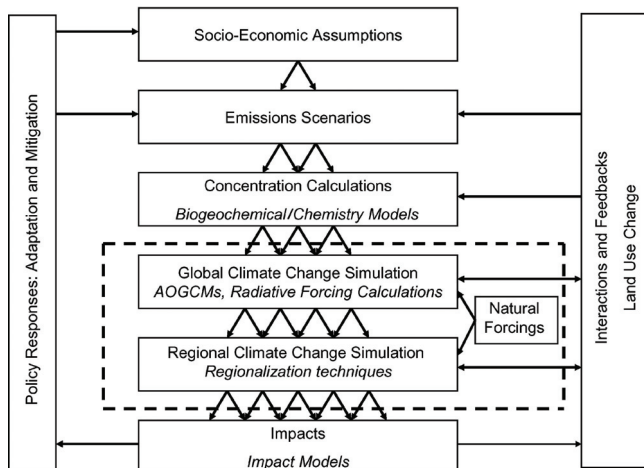 Policy Responses: Adaptation and Mitigation
Socio-Economic Assumptions
Emissions Scenarios
Concentration Calculations
Biogeochemical/Chemistry Models
Global Climate Change Simulation
AOGCMs, Radiative Forcing Calculations
Natural
Forcings
Regional Climate Change Simulation
Regionalization techniques
Impacts
Impact Models
Interactions and Feedbacks
Land Use Change